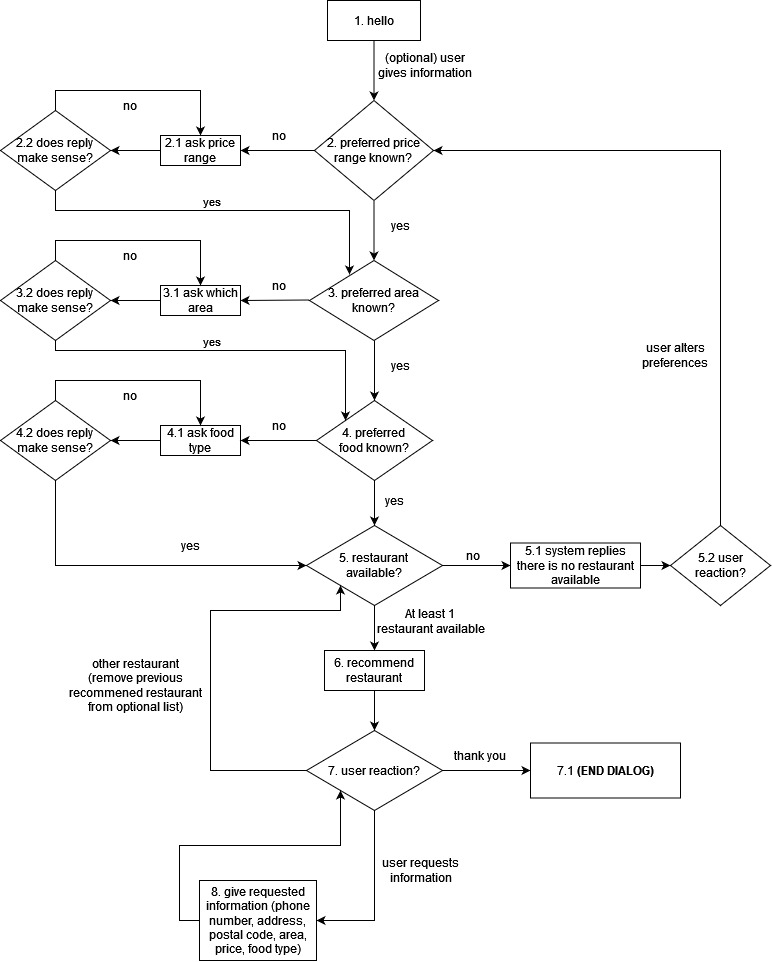 1. hello
(optional) user
gives information
no
2.2 does reply
make sense?
2.1 ask price
range
no
2. preferred price
range known?
yes
yes
no
3.2 does reply
make sense?
3.1 ask which
area
no
3. preferred area
known?
yes
yes
user alters
preferences
no
4.2 does reply
make sense?
4.1 ask food
type
no
4. preferred
food known?
yes
yes
5. restaurant
available?
no
5.1 system replies
there is no restaurant
available
5.2 user
reaction?
At least 1
restaurant available
6. recommend
restaurant
other restaurant
(remove previous
recommened restaurant
from optional list)
7. user reaction?
thank you
7.1 (END DIALOG)
user requests
information
8. give requested
information (phone
number, address,
postal code, area,
price, food type)